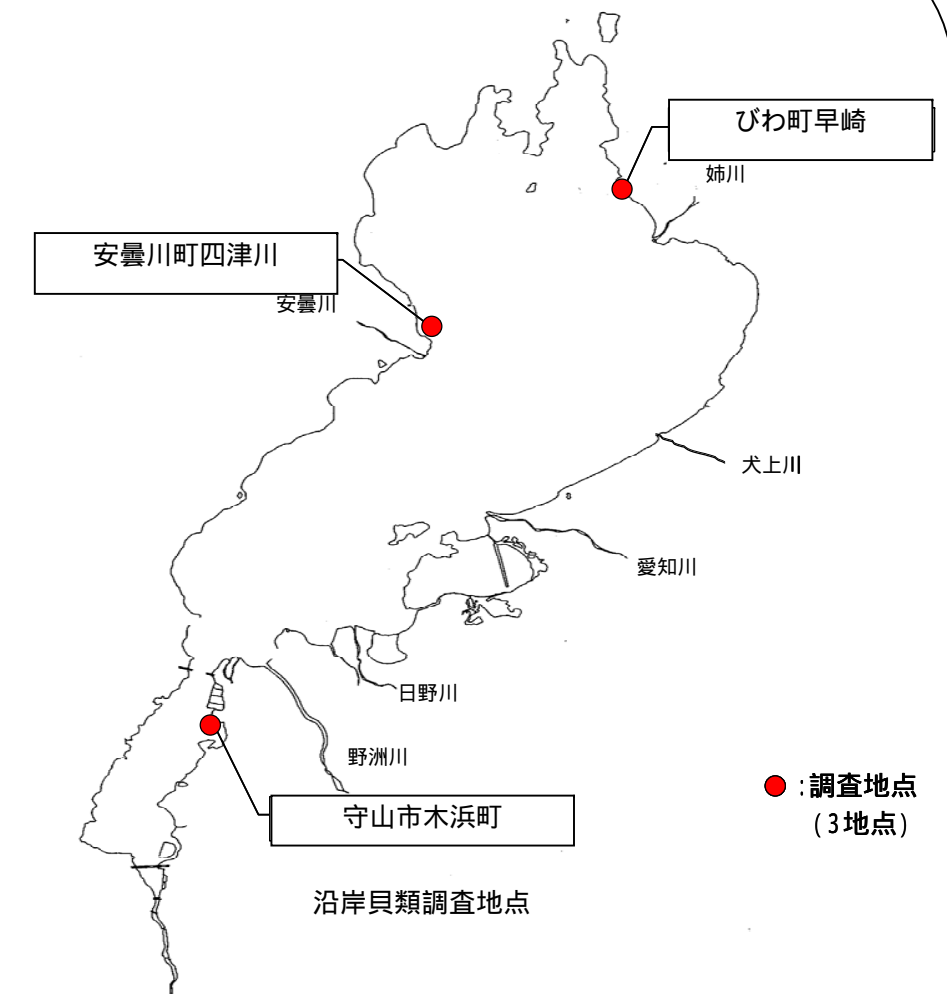 びわ町早崎
姉川
安曇川町四津川
安曇川
犬上川
愛知川
日野川
野洲川
守山市木浜町
:調査地点
(3地点)
沿岸貝類調査地点